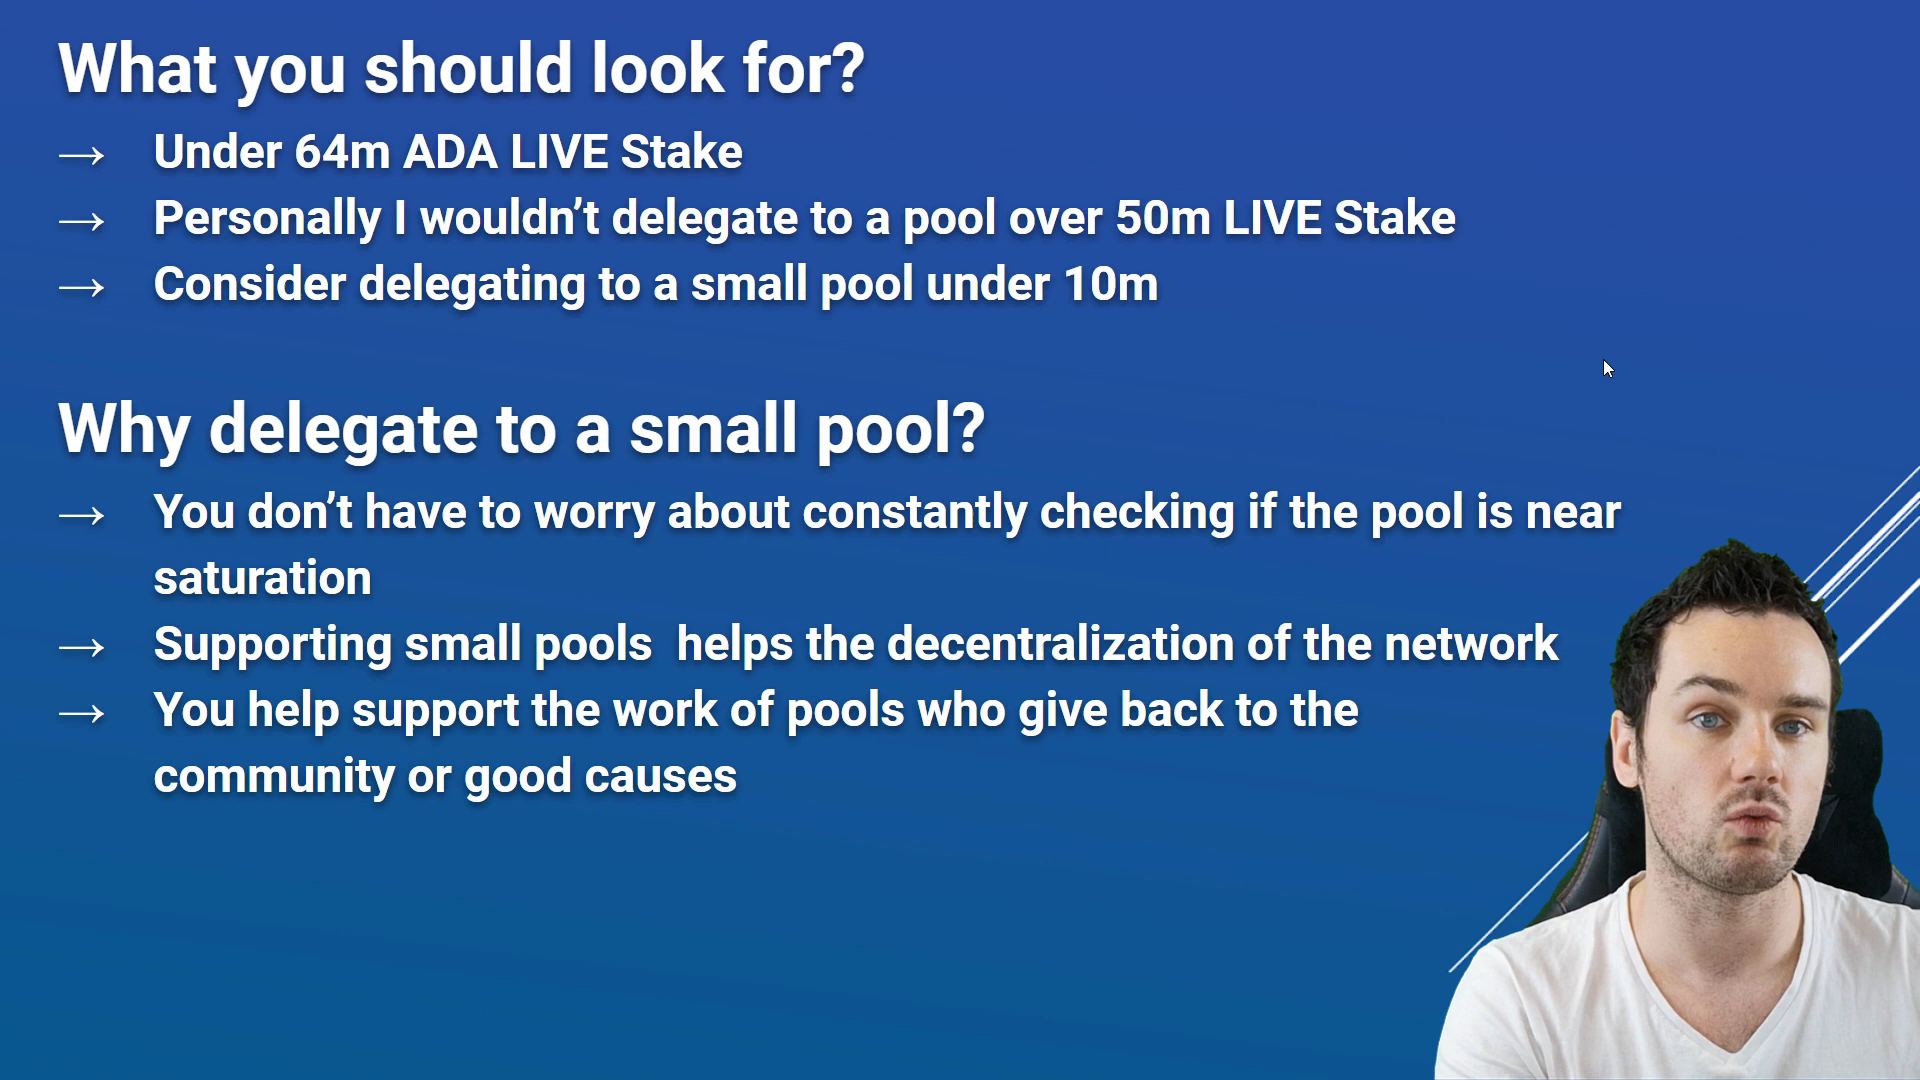 What you should look for?
→ Under 64m ADA LIVE Stake
→ Personally I wouldn’t delegate to a pool over 50m LIVE Stake
→ Consider delegating to a small pool under 10m
Why delegate to a small pool?
→ You don’t have to worry about constantly checking if the pool is near
saturation
→ Supporting small pools  helps the decentralization of the network
→ You help support the work of pools who give back to the
community or good causes